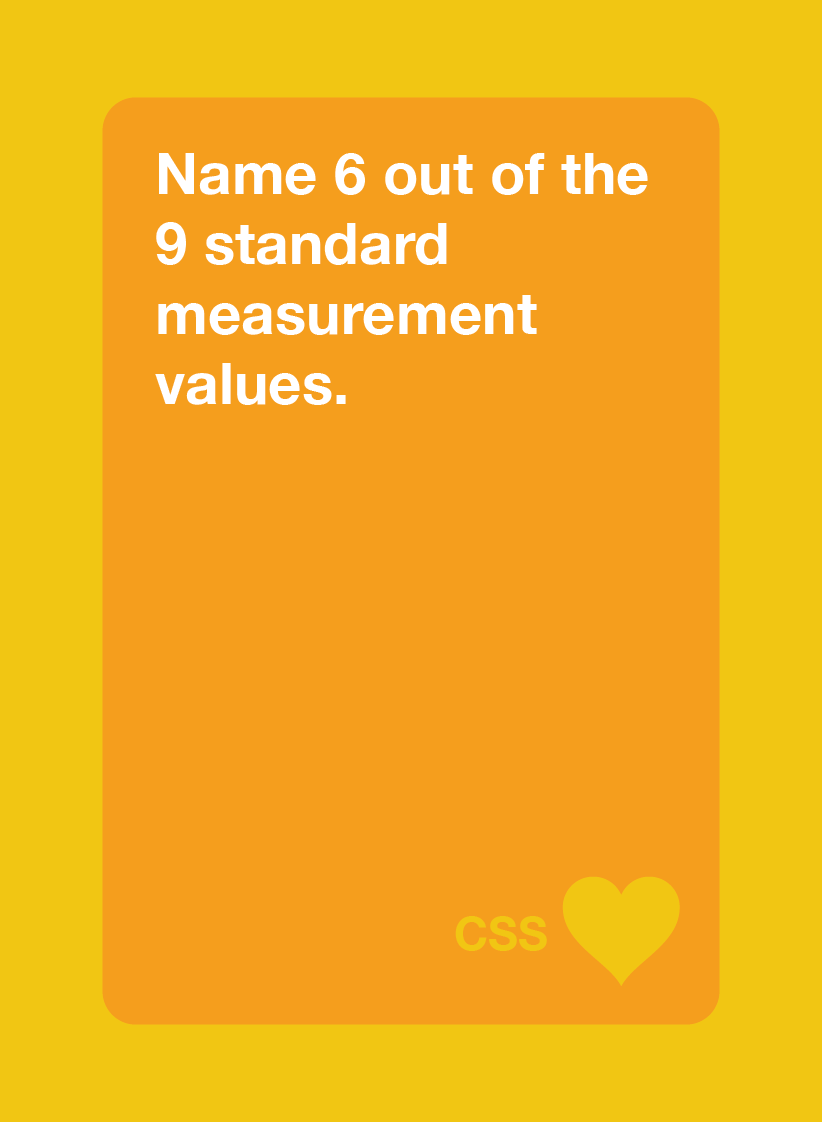 Name 6 out of the
9 standard
measurement
values.
CSS